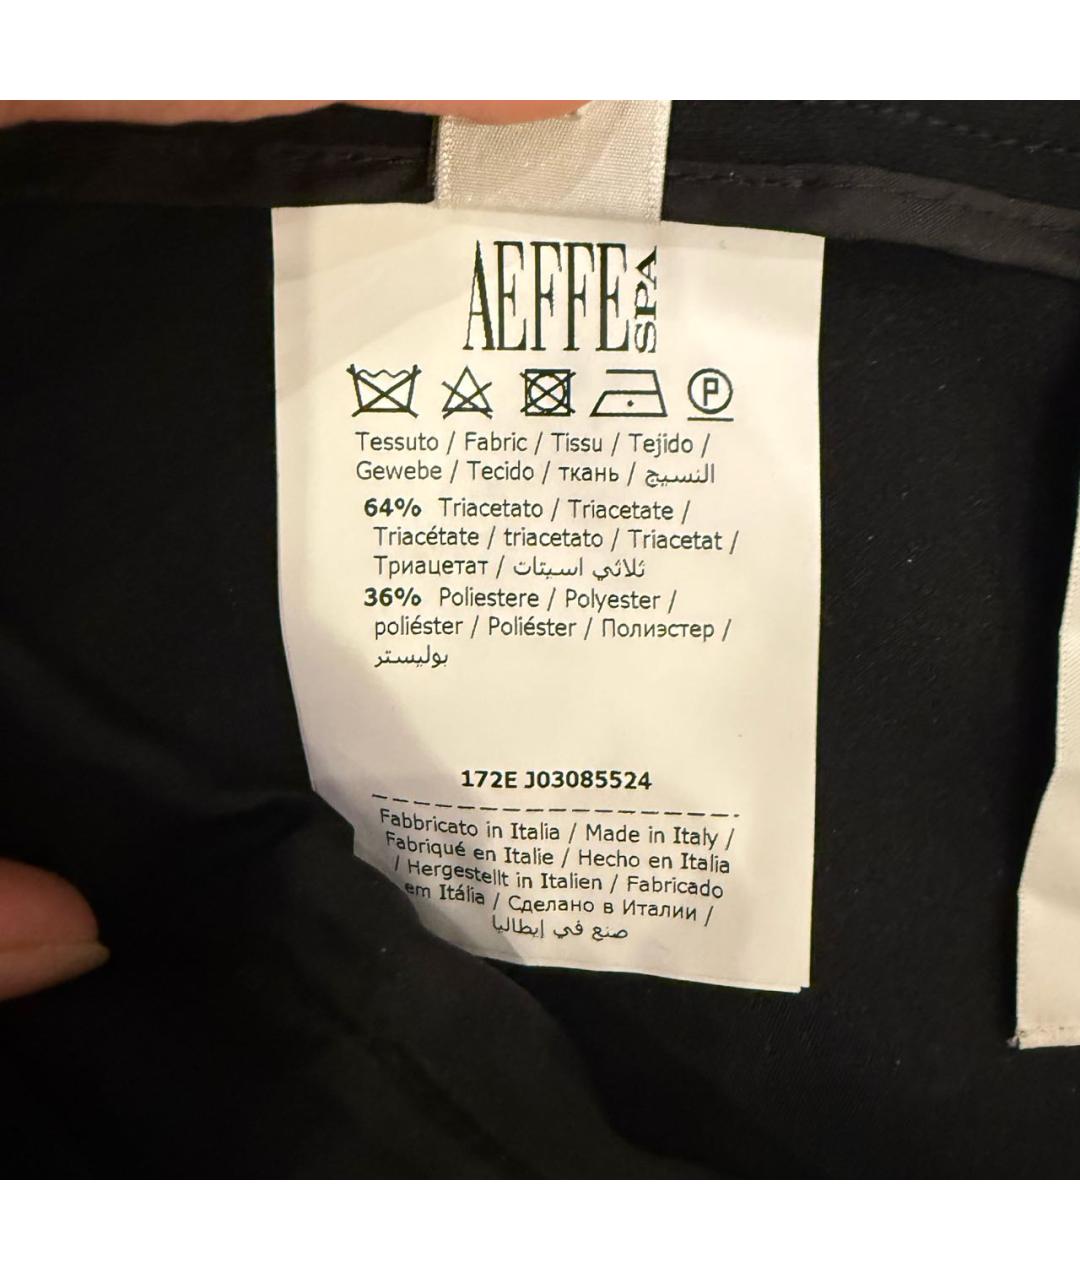 AEFFE SPA
P
Tessuto / Fabric / Tissu / Tejido /
Gewebe / Tecido / ткань / النسيج
64% Triacetato / Triacetate /
Triacétate / triacetato / Triacetat /
Триацетат / ثلاثي اسيتات
36% Poliestere / Polyester /
poliéster / Poliéster / Полиэстер /
بوليستر
172E J03085524
Fabbricato in Italia / Made in Italy /
Fabriqué en Italie / Hecho en Italia
/ Hergestellt in Italien / Fabricado
em Itália / Сделано в Италии /
صنع في إيطاليا